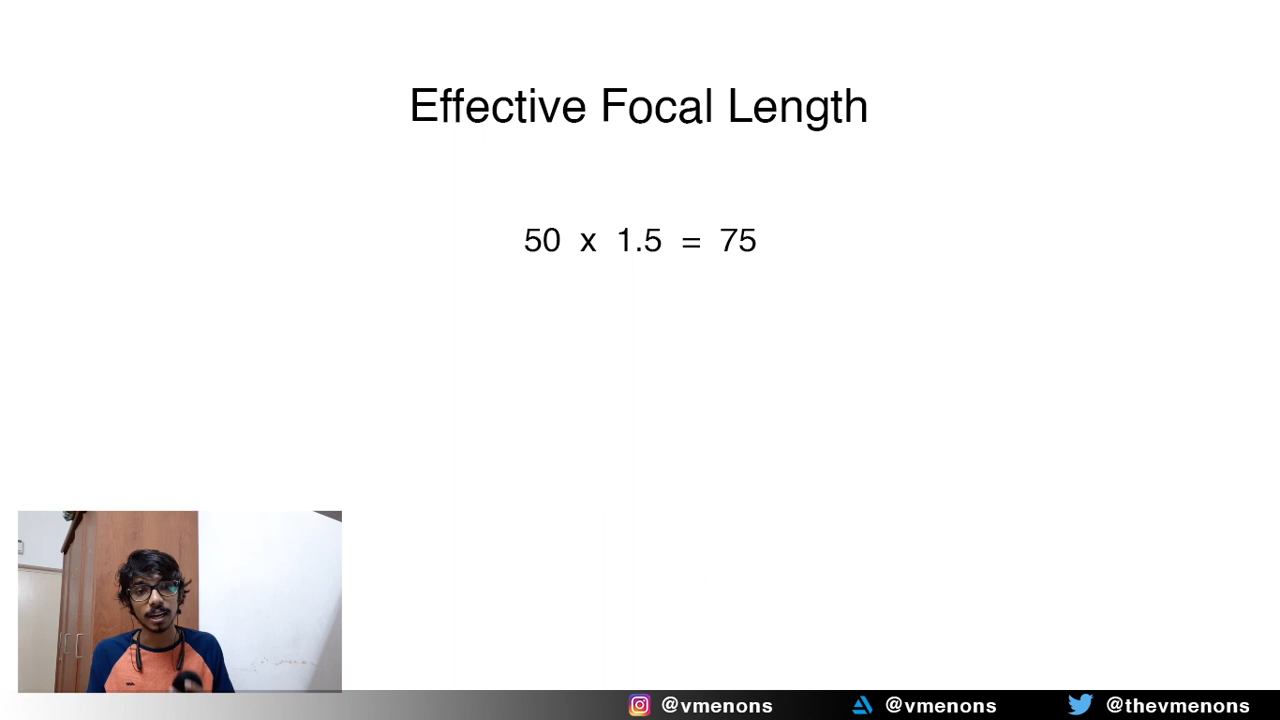 Effective Focal Length
50 x 1.5 = 75
@vmenons @vmenons @thevmenons